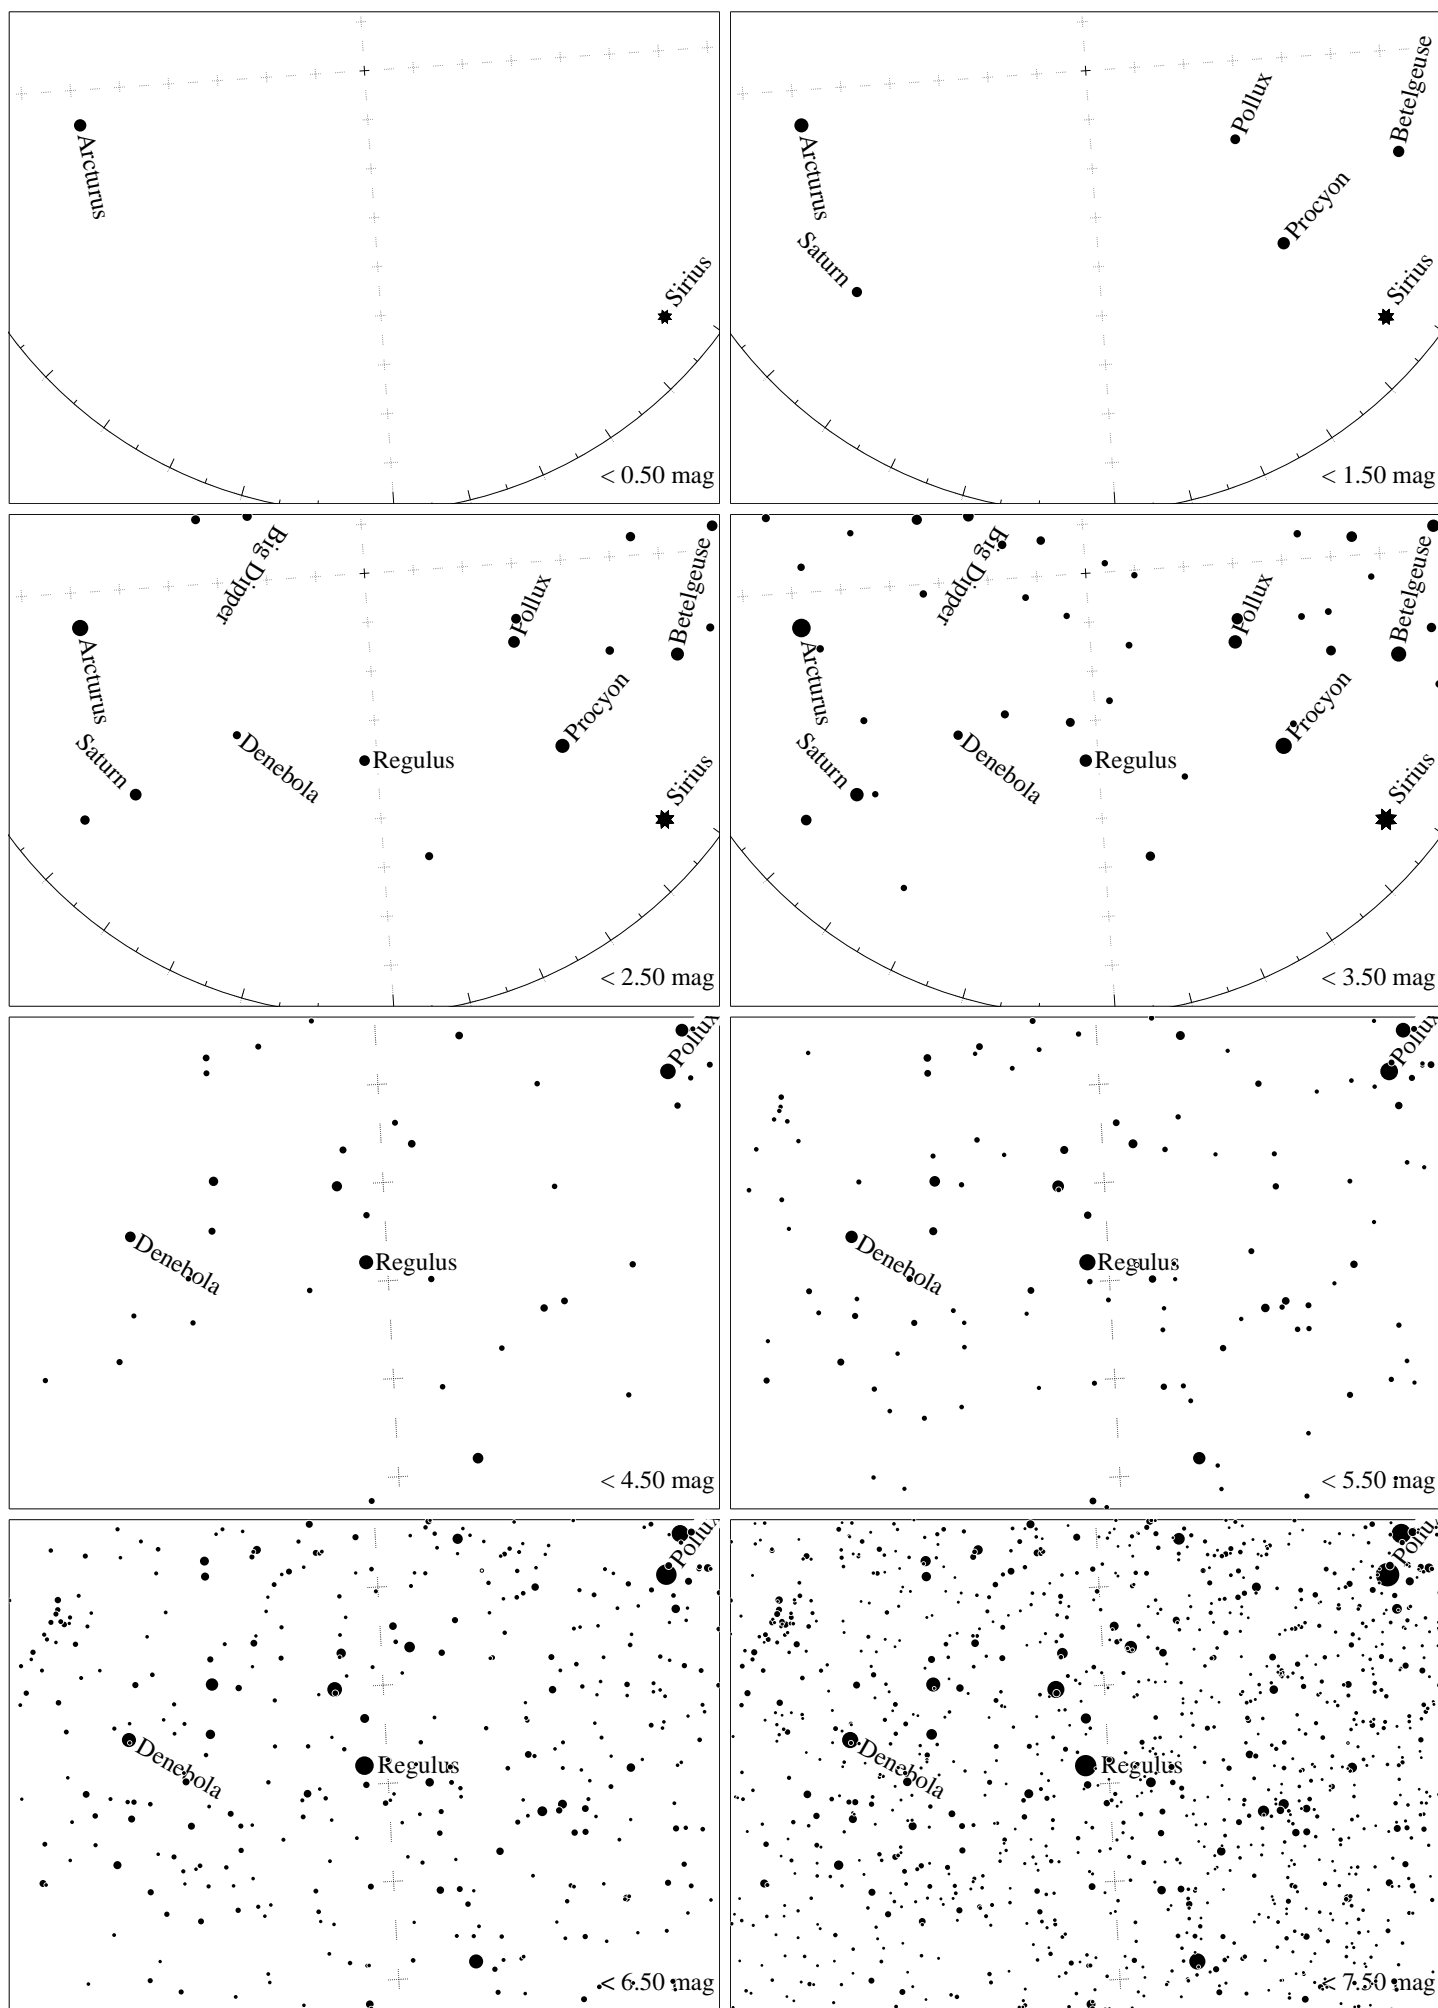 Arcturus
Sirius
< 0.50 mag
Pollux
Betelgeuse
Arcturus
Procyon
Saturn
Sirius
< 1.50 mag
Big Dipper
Pollux
Betelgeuse
Arcturus
Procyon
Saturn
Denebola
Regulus
Sirius
< 2.50 mag
Big Dipper
Pollux
Betelgeuse
Arcturus
Procyon
Saturn
Denebola
Regulus
Sirius
< 3.50 mag
Pollux
Denebola
Regulus
< 4.50 mag
Pollux
Denebola
Regulus
< 5.50 mag
Pollux
Denebola
Regulus
< 6.50 mag
Pollux
Denebola
Regulus
< 7.50 mag